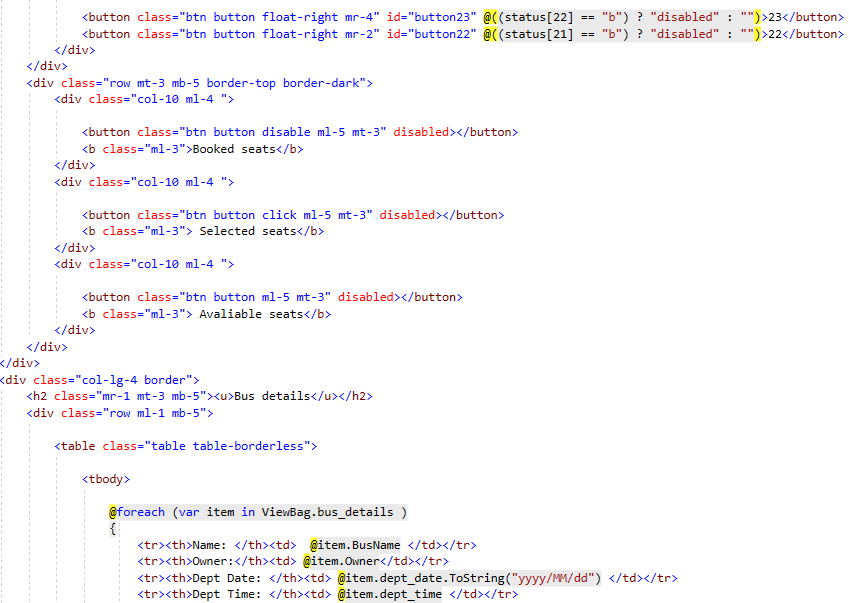 <button class="btn button float-right mr-4" id="button23" @((status[22] == "b") ? "disabled" : "")>23</button>
<button class="btn button float-right mr-2" id="button22" @((status[21] == "b") ? "disabled" : "")>22</button>
</div>
</div>
<div class="row mt-3 mb-5 border-top border-dark">
<div class="col-10 ml-4 ">
<button class="btn button disable ml-5 mt-3" disabled></button>
<b class="ml-3">Booked seats</b>
</div>
<div class="col-10 ml-4 ">
<button class="btn button click ml-5 mt-3" disabled></button>
<b class="ml-3"> Selected seats</b>
</div>
<div class="col-10 ml-4 ">
<button class="btn button ml-5 mt-3" disabled></button>
<b class="ml-3"> Avaliable seats</b>
</div>
</div>
</div>
<div class="col-lg-4 border">
<h2 class="mr-1 mt-3 mb-5"><u>Bus details</u></h2>
<div class="row ml-1 mb-5">
<table class="table table-borderless">
<tbody>
@foreach (var item in ViewBag.bus_details )
{
<tr><th>Name: </th><td>  @item.BusName </td></tr>
<tr><th>Owner:</th><td> @item.Owner</td></tr>
<tr><th>Dept Date: </th><td> @item.dept_date.ToString("yyyy/MM/dd") </td></tr>
<tr><th>Dept Time: </th><td> @item.dept_time </td></tr>